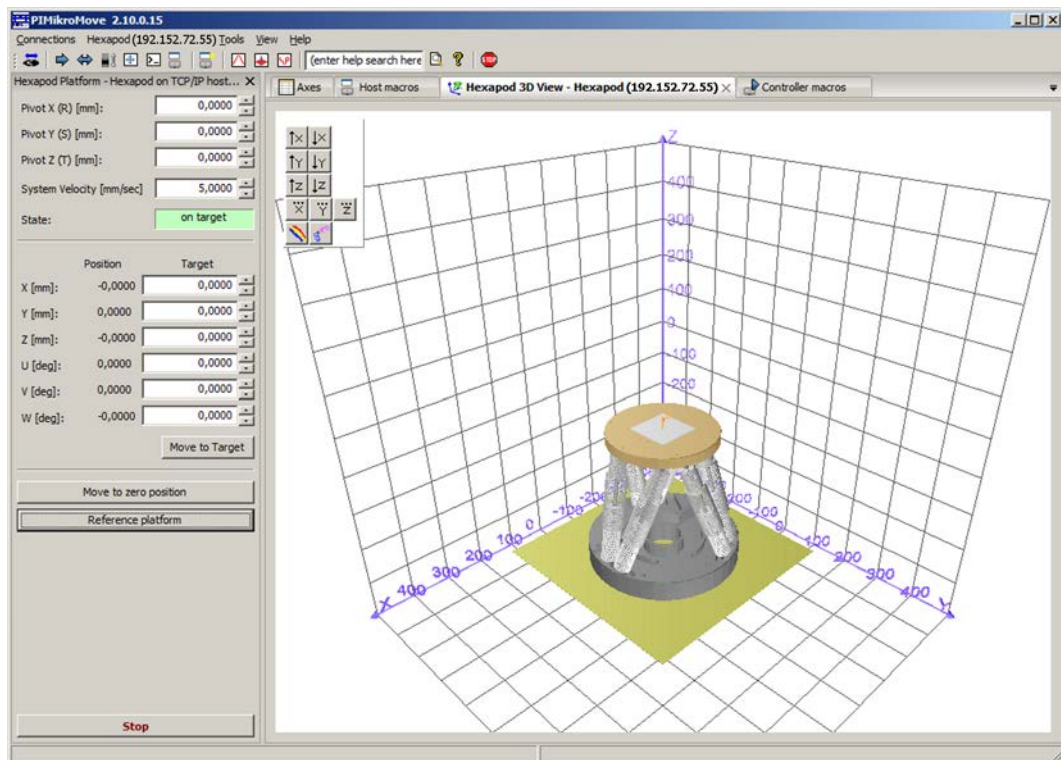 PIMikroMove 2.10.0.15
Connections Hexapod (192.152.72.55) Tools View Help
(enter help search here ? STOP
Hexapod Platform - Hexapod on TCP/IP host...
Axes Host macros Hexapod 3D View - Hexapod (192.152.72.55) Controller macros
Pivot X (R) [mm]: 0,0000
Pivot Y (S) [mm]: 0,0000
Pivot Z (T) [mm]: 0,0000
System Velocity [mm/sec] 5,0000
State: on target
Position Target
X [mm]: -0,0000 0,0000
Y [mm]: 0,0000 0,0000
Z [mm]: -0,0000 0,0000
U [deg]: 0,0000 0,0000
V [deg]: 0,0000 0,0000
W [deg]: -0,0000 0,0000
Move to Target
Move to zero position
Reference platform
Stop
X X
Y Y
Z Z
X Y Z
Z
400
300
200
100
0
-100
-200
X 400 300 200 100 0 -100 -200
200 -100 0 100 200 300 400 Y